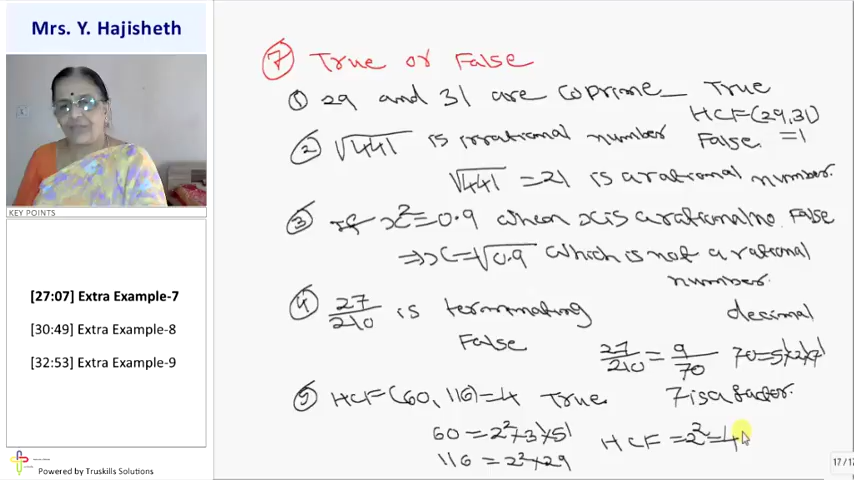 Mrs. Y. Hajisheth
KEY POINTS
[27:07] Extra Example-7
[30:49] Extra Example-8
[32:53] Extra Example-9
Powered by Truskills Solutions
⑦ True or False
① 29 and 31 are coprime_ True
HCF(29,31) =1
② √441 is irrational number False
√441 = 21 is a rational number.
③ If x²=0.9 when x is a rational no. False
⇒x=√0.9 which is not a rational
number.
④ 27/210 is terminating decimal
False
27/210 = 9/70 70=5×2×7
7 is a factor.
⑤ HCF(60, 116)=4 True
60 = 2²×3×5
116 = 2²×29
HCF = 2²=4
17/17